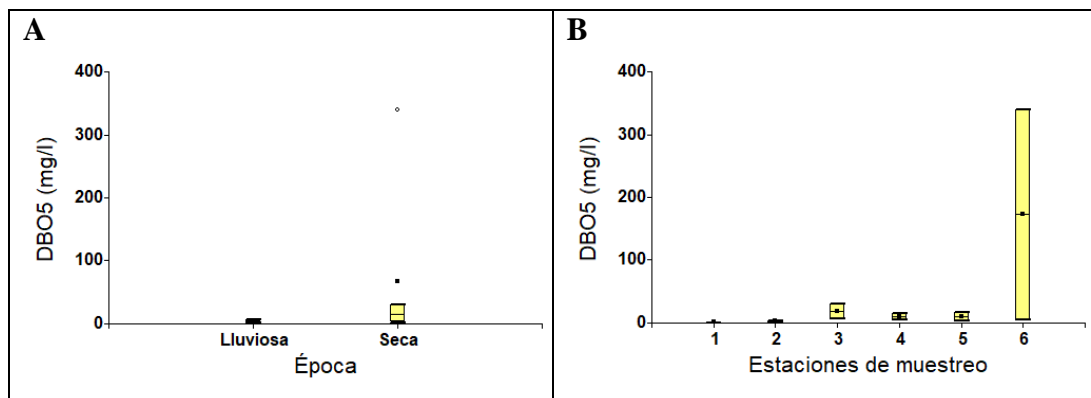 A
DBO5 (mg/l)
400
300
200
100
0
Lluviosa Seca
Época
B
DBO5 (mg/l)
400
300
200
100
0
1 2 3 4 5 6
Estaciones de muestreo